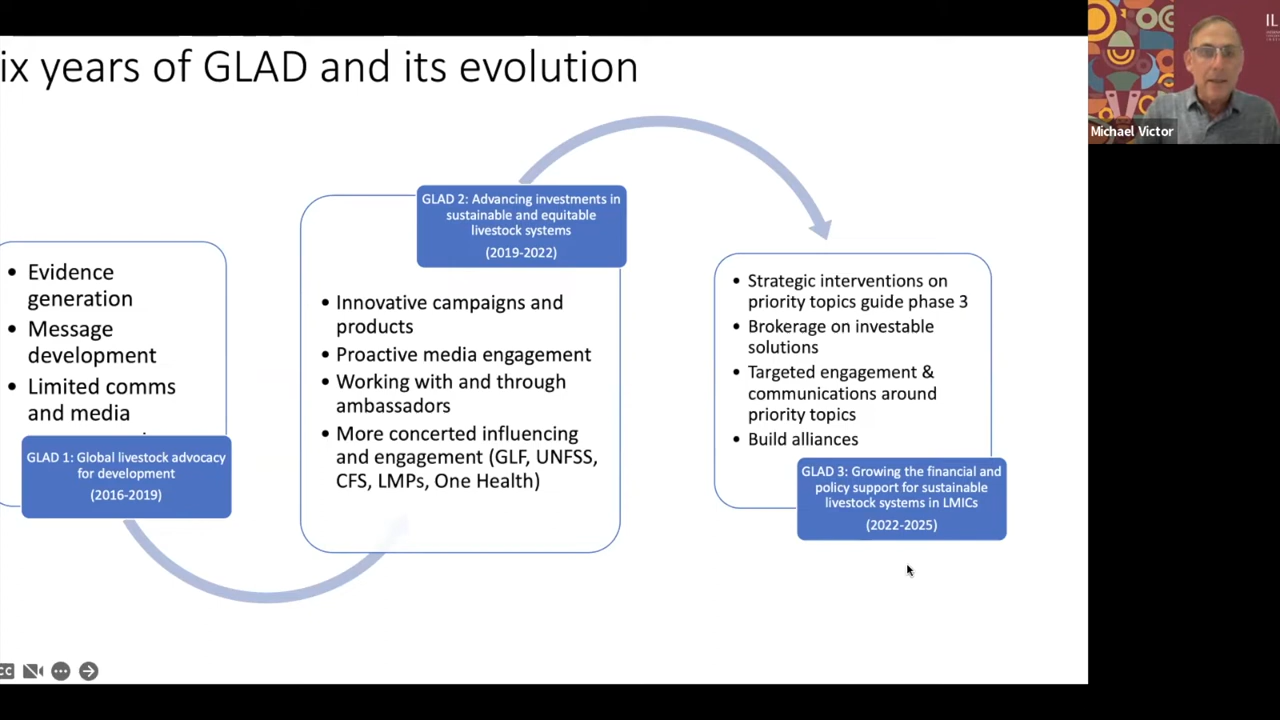 ix years of GLAD and its evolution
IL
Michael Victor
• Evidence
generation
• Message
development
• Limited comms
and media
GLAD 1: Global livestock advocacy
for development
(2016-2019)
GLAD 2: Advancing investments in
sustainable and equitable
livestock systems
(2019-2022)
• Innovative campaigns and
products
• Proactive media engagement
• Working with and through
ambassadors
• More concerted influencing
and engagement (GLF, UNFSS,
CFS, LMPs, One Health)
• Strategic interventions on
priority topics guide phase 3
• Brokerage on investable
solutions
• Targeted engagement &
communications around
priority topics
• Build alliances
GLAD 3: Growing the financial and
policy support for sustainable
livestock systems in LMICs
(2022-2025)
CC